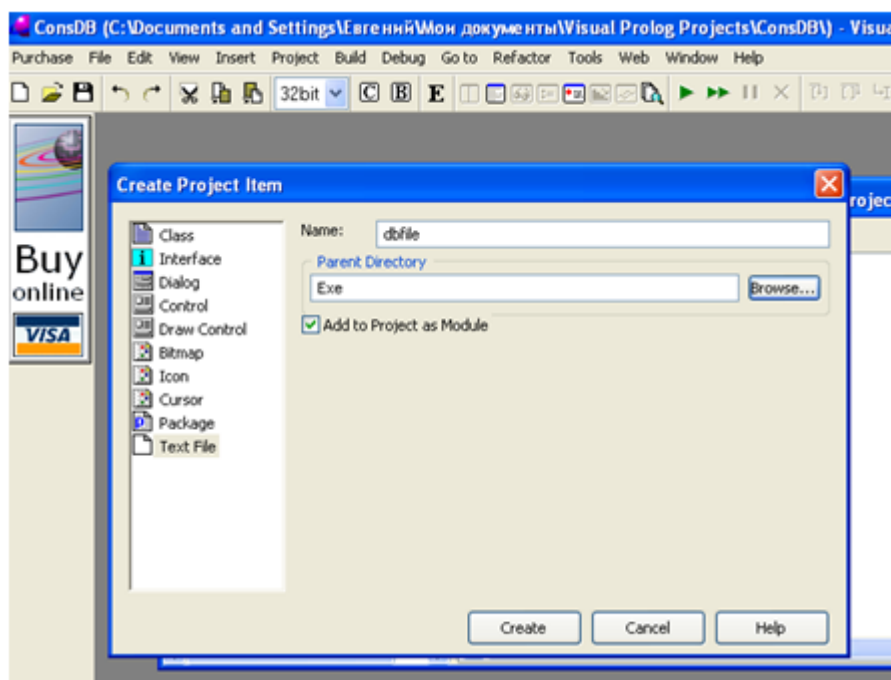 ConsDB (C:\Documents and Settings\Евгений\Мои документы\Visual Prolog Projects\ConsDB\) - Visua
Purchase File Edit View Insert Project Build Debug Go to Refactor Tools Web Window Help
32bit C B E
Buy
online
VISA
Create Project Item
rojec
Class
Interface
Dialog
Control
Draw Control
Bitmap
Icon
Cursor
Package
Text File
Name: dbfile
Parent Directory
Exe Browse...
Add to Project as Module
Create Cancel Help